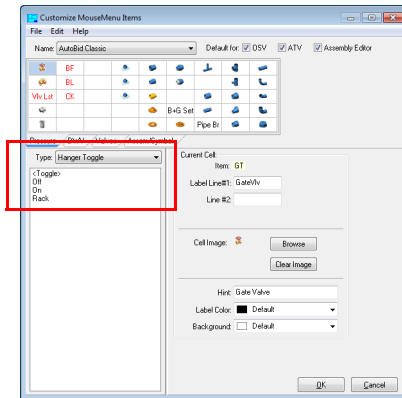 Customize MouseMenu Items
File Edit Help
Name: AutoBid Classic Default for: OSV ATV Assembly Editor
BF
BL
Vlv Lst CK
B+G Set
Pipe Br
Type: Hanger Toggle
<Toggle>
Off
On
Rack
Current Cell:
Item: GT
Label Line#1: GateVlv
Line #2:
Cell Image: Browse
Clear Image
Hint: Gate Valve
Label Color: Default
Background: Default
OK Cancel